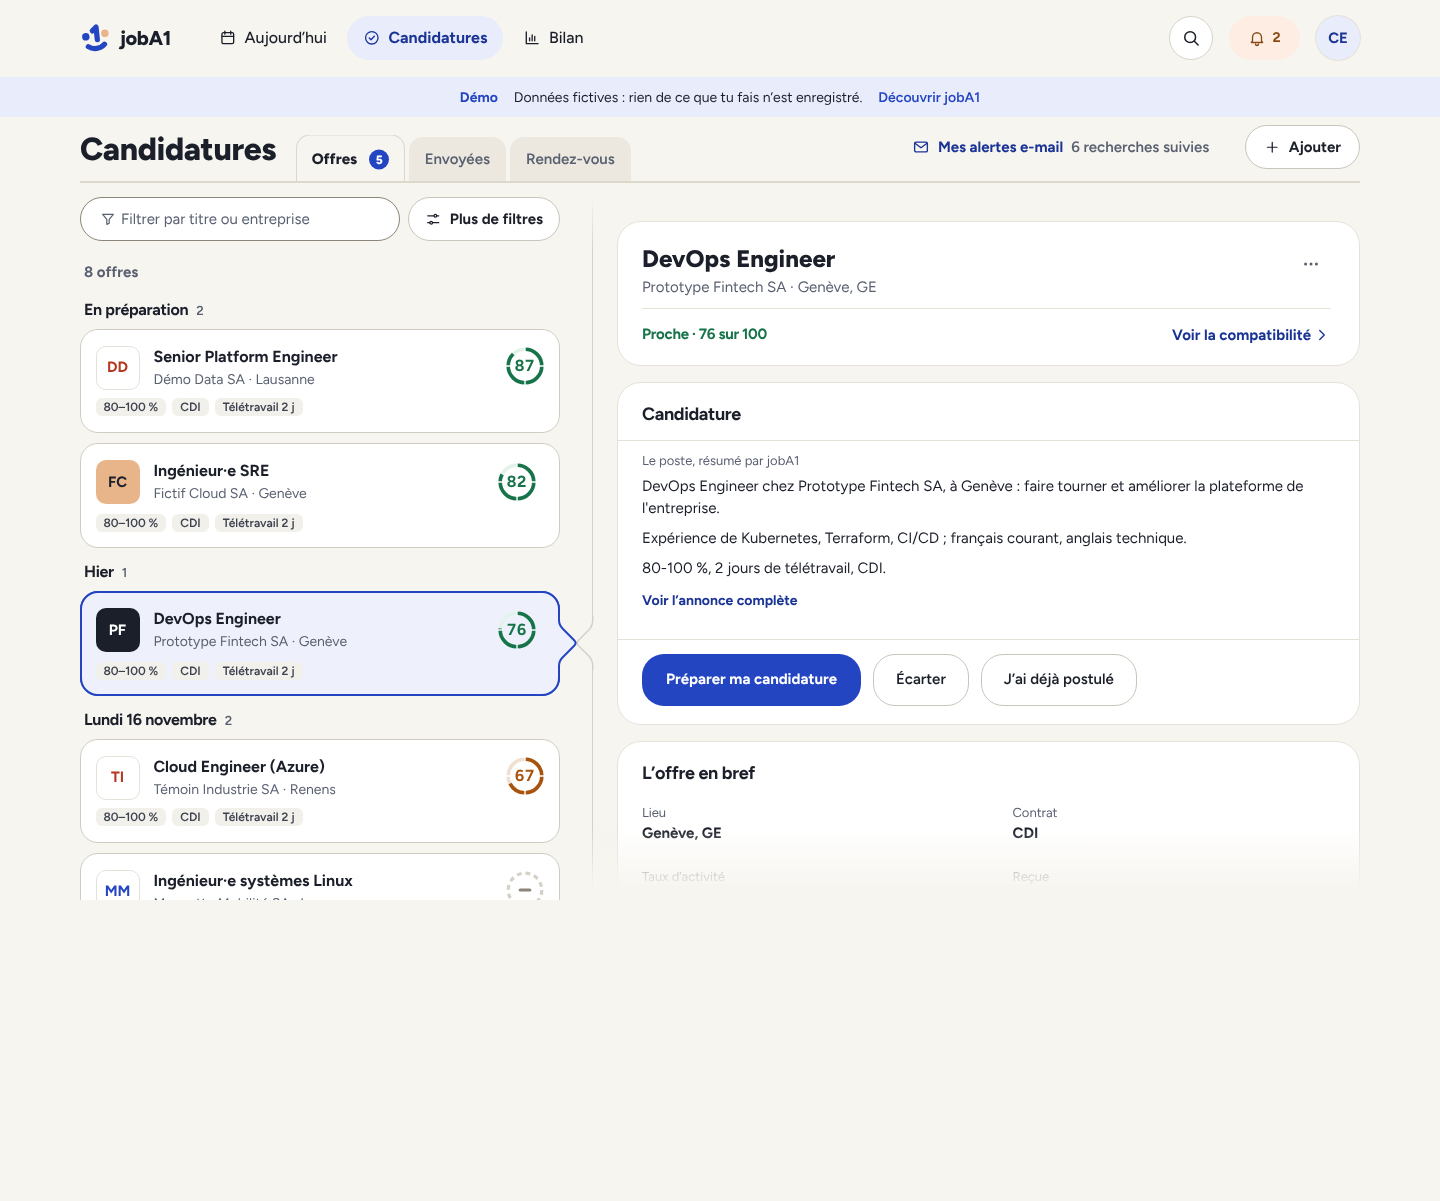 jobA1
Aujourd’hui
Candidatures
Bilan
2
CE
Démo Données fictives : rien de ce que tu fais n’est enregistré. Découvrir jobA1
Candidatures
Offres 5
Envoyées
Rendez-vous
Mes alertes e-mail 6 recherches suivies
Ajouter
Filtrer par titre ou entreprise
Plus de filtres
8 offres
En préparation 2
DD
Senior Platform Engineer
Démo Data SA · Lausanne
87
80–100 % CDI Télétravail 2 j
FC
Ingénieur·e SRE
Fictif Cloud SA · Genève
82
80–100 % CDI Télétravail 2 j
Hier 1
PF
DevOps Engineer
Prototype Fintech SA · Genève
76
80–100 % CDI Télétravail 2 j
Lundi 16 novembre 2
TI
Cloud Engineer (Azure)
Témoin Industrie SA · Renens
67
80–100 % CDI Télétravail 2 j
MM
Ingénieur·e systèmes Linux
DevOps Engineer
Prototype Fintech SA · Genève, GE
Proche · 76 sur 100
Voir la compatibilité
Candidature
Le poste, résumé par jobA1
DevOps Engineer chez Prototype Fintech SA, à Genève : faire tourner et améliorer la plateforme de
l'entreprise.
Expérience de Kubernetes, Terraform, CI/CD ; français courant, anglais technique.
80-100 %, 2 jours de télétravail, CDI.
Voir l’annonce complète
Préparer ma candidature
Écarter
J’ai déjà postulé
L’offre en bref
Lieu
Genève, GE
Contrat
CDI
Taux d’activité
Reçue